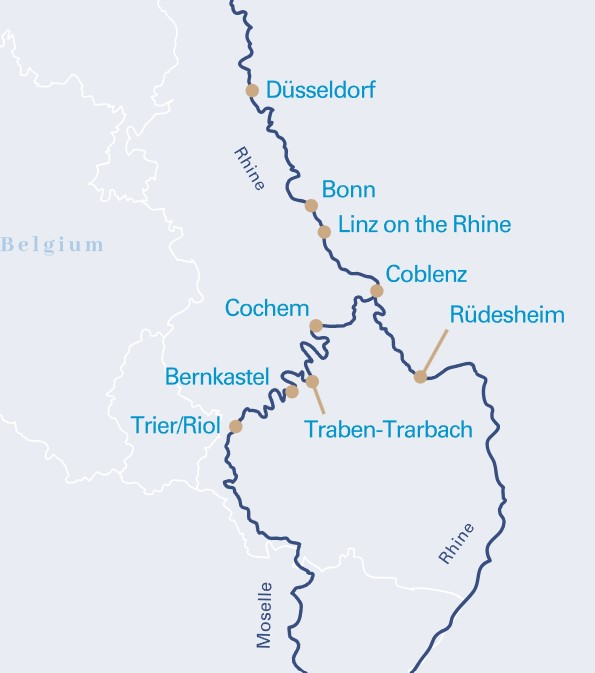 Düsseldorf
Rhine
Bonn
Linz on the Rhine
Belgium
Coblenz
Cochem
Rüdesheim
Bernkastel
Trier/Riol
Traben-Trarbach
Rhine
Moselle